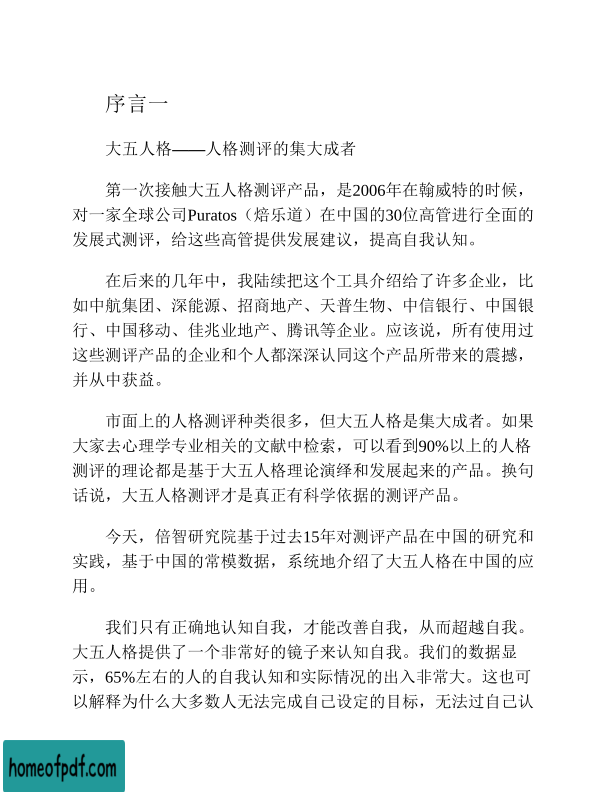 序言一
大五人格——人格测评的集大成者
第一次接触大五人格测评产品，是2006年在翰威特的时候，
对一家全球公司Puratos（焙乐道）在中国的30位高管进行全面的
发展式测评，给这些高管提供发展建议，提高自我认知。
在后来的几年中，我陆续把这个工具介绍给了许多企业，比
如中航集团、深能源、招商地产、天普生物、中信银行、中国银
行、中国移动、佳兆业地产、腾讯等企业。应该说，所有使用过
这些测评产品的企业和个人都深深认同这个产品所带来的震撼，
并从中获益。
市面上的人格测评种类很多，但大五人格是集大成者。如果
大家去心理学专业相关的文献中检索，可以看到90%以上的人格
测评的理论都是基于大五人格理论演绎和发展起来的产品。换句
话说，大五人格测评才是真正有科学依据的测评产品。
今天，倍智研究院基于过去15年对测评产品在中国的研究和
实践，基于中国的常模数据，系统地介绍了大五人格在中国的应
用。
我们只有正确地认知自我，才能改善自我，从而超越自我。
大五人格提供了一个非常好的镜子来认知自我。我们的数据显
示，65%左右的人的自我认知和实际情况的出入非常大。这也可
以解释为什么大多数人无法完成自己设定的目标，无法过自己认
homeofpdf.com